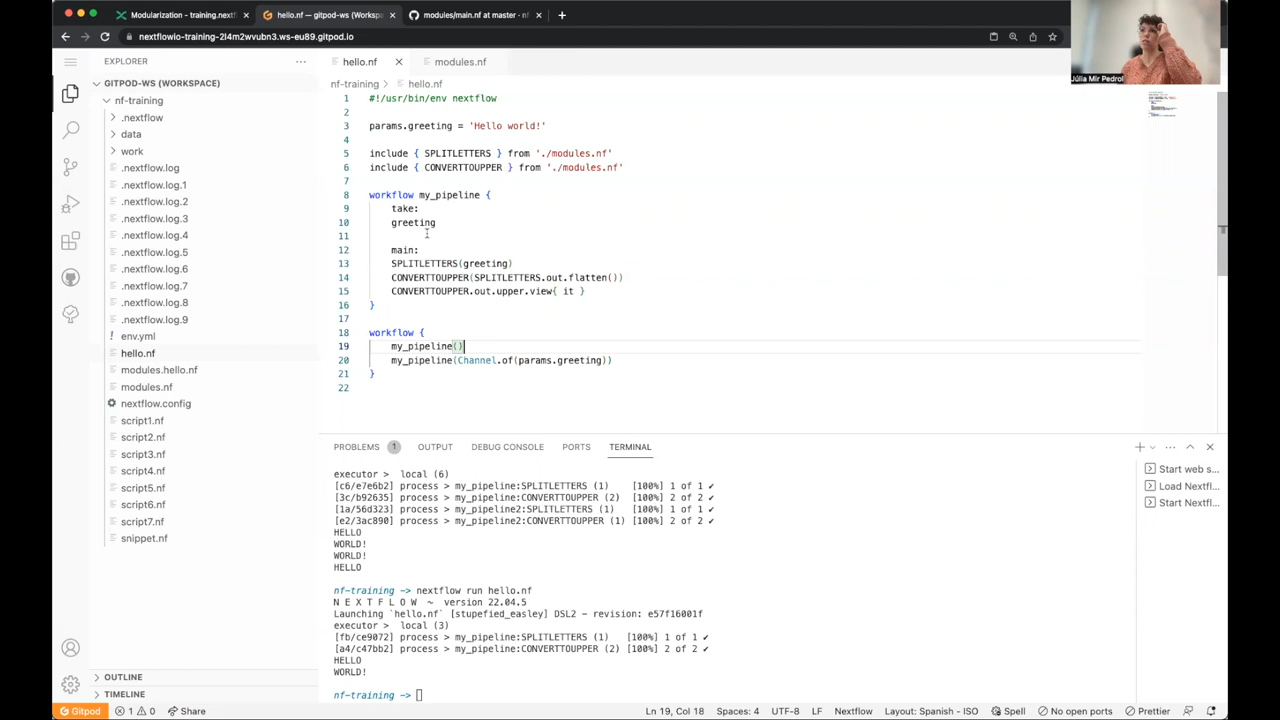 Modularization - training.nextf
hello.nf — gitpod-ws (Workspa
modules/main.nf at master · nf-
nextflowio-training-2l4m2wvubn3.ws-eu89.gitpod.io
Júlia Mir Pedrol
EXPLORER
GITPOD-WS (WORKSPACE)
nf-training
.nextflow
data
work
.nextflow.log
.nextflow.log.1
.nextflow.log.2
.nextflow.log.3
.nextflow.log.4
.nextflow.log.5
.nextflow.log.6
.nextflow.log.7
.nextflow.log.8
.nextflow.log.9
env.yml
hello.nf
modules.hello.nf
modules.nf
nextflow.config
script1.nf
script2.nf
script3.nf
script4.nf
script5.nf
script6.nf
script7.nf
snippet.nf
OUTLINE
TIMELINE
hello.nf
modules.nf
nf-training > hello.nf
1 #!/usr/bin/env nextflow
2
3 params.greeting = 'Hello world!'
4
5 include { SPLITLETTERS } from './modules.nf'
6 include { CONVERTTOUPPER } from './modules.nf'
7
8 workflow my_pipeline {
9 take:
10 greeting
11
12 main:
13 SPLITLETTERS(greeting)
14 CONVERTTOUPPER(SPLITLETTERS.out.flatten())
15 CONVERTTOUPPER.out.upper.view{ it }
16 }
17
18 workflow {
19 my_pipeline()
20 my_pipeline(Channel.of(params.greeting))
21 }
22
PROBLEMS 1 OUTPUT DEBUG CONSOLE PORTS TERMINAL
executor > local (6)
[c6/e7e6b2] process > my_pipeline:SPLITLETTERS (1) [100%] 1 of 1 ✔
[3c/b92635] process > my_pipeline:CONVERTTOUPPER (2) [100%] 2 of 2 ✔
[1a/56d323] process > my_pipeline2:SPLITLETTERS (1) [100%] 1 of 1 ✔
[e2/3ac890] process > my_pipeline2:CONVERTTOUPPER (1) [100%] 2 of 2 ✔
HELLO
WORLD!
WORLD!
HELLO
nf-training -> nextflow run hello.nf
N E X T F L O W ~ version 22.04.5
Launching `hello.nf` [stupefied_easley] DSL2 - revision: e57f16001f
executor > local (3)
[fb/ce9072] process > my_pipeline:SPLITLETTERS (1) [100%] 1 of 1 ✔
[a4/c47bb2] process > my_pipeline:CONVERTTOUPPER (2) [100%] 2 of 2 ✔
HELLO
WORLD!
nf-training ->
Start web s...
Load Nextfl...
Start Nextfl...
Gitpod 1 0 Share
Ln 19, Col 18 Spaces: 4 UTF-8 LF Nextflow Layout: Spanish - ISO Spell No open ports Prettier